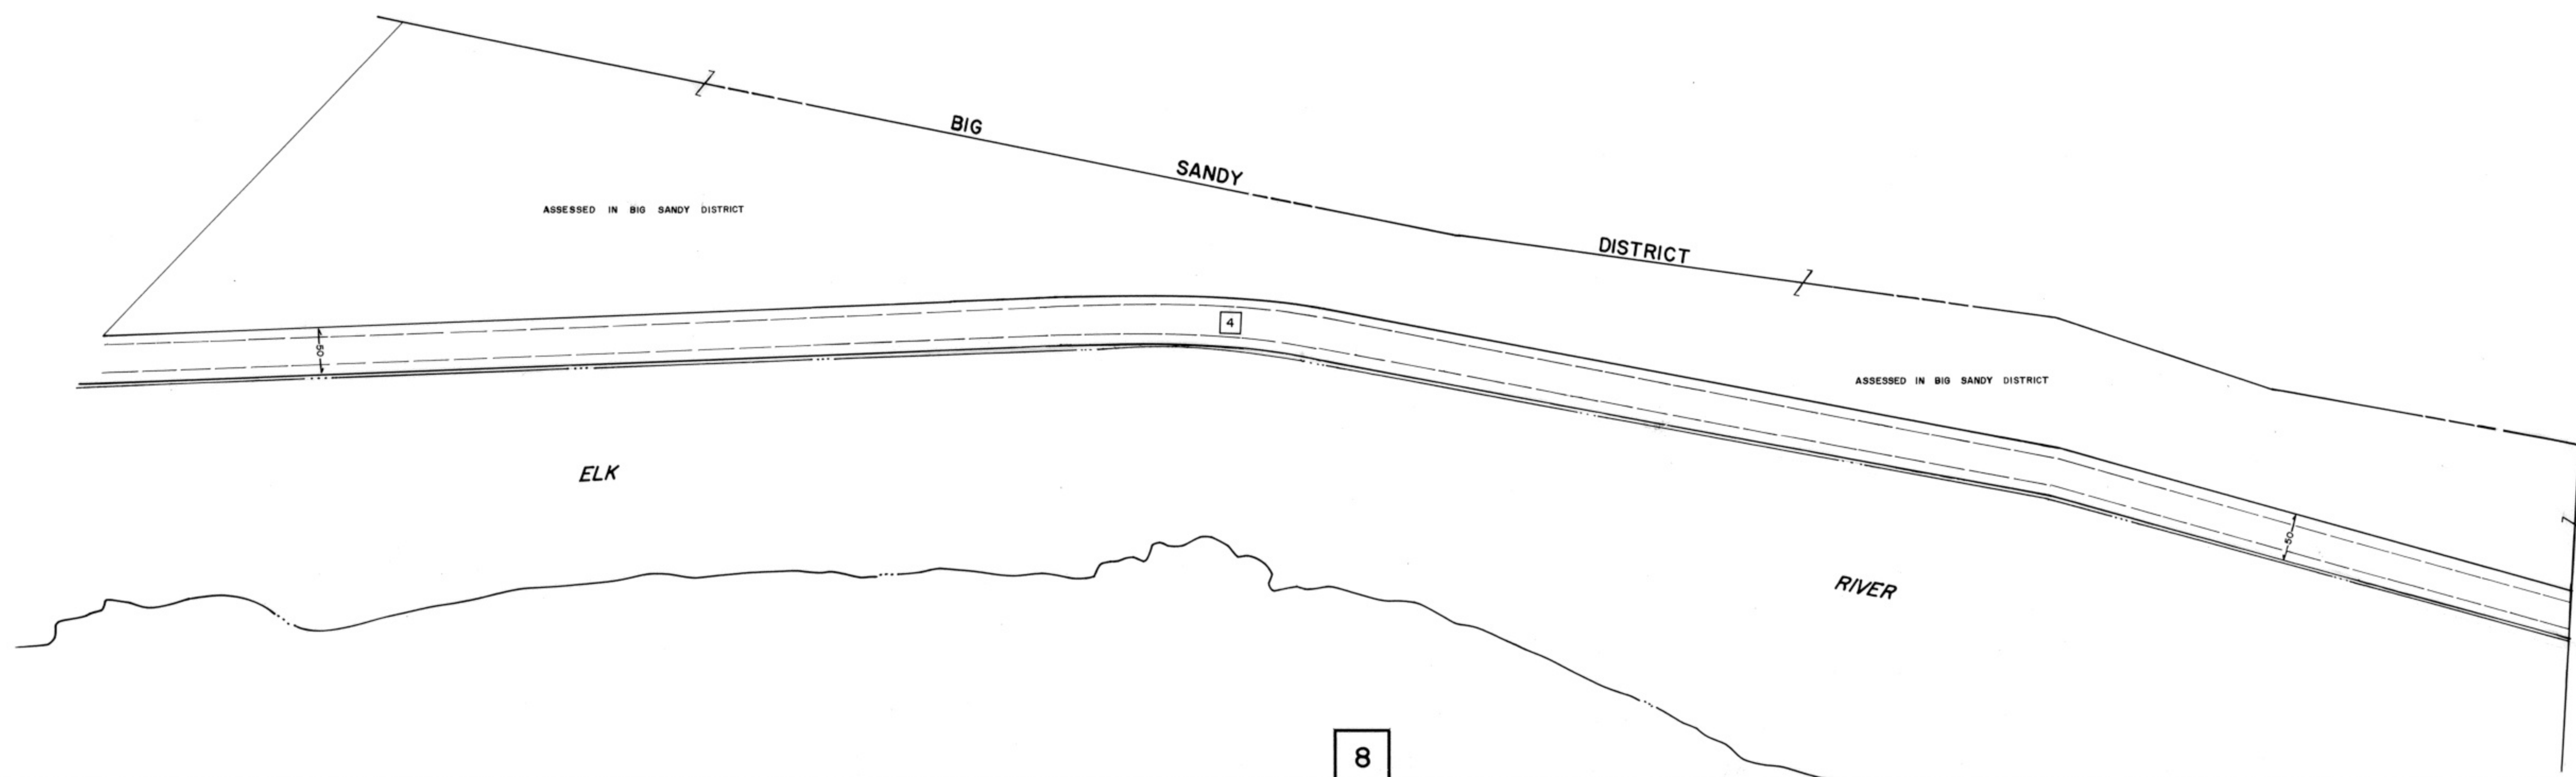 BIG
SANDY
DISTRICT
ASSESSED IN BIG SANDY DISTRICT
50
4
ASSESSED IN BIG SANDY DISTRICT
ELK
50
RIVER
8